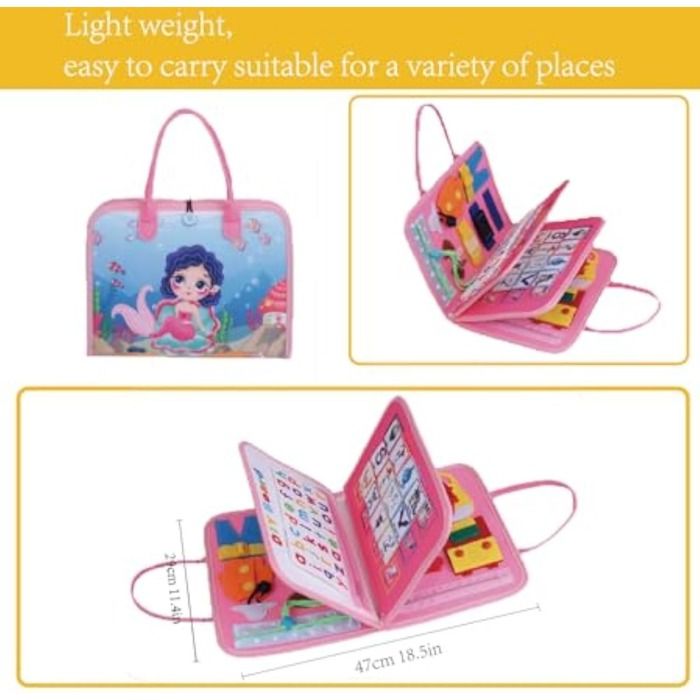 Light weight,
easy to carry suitable for a variety of places
29cm 11.4in
47cm 18.5in